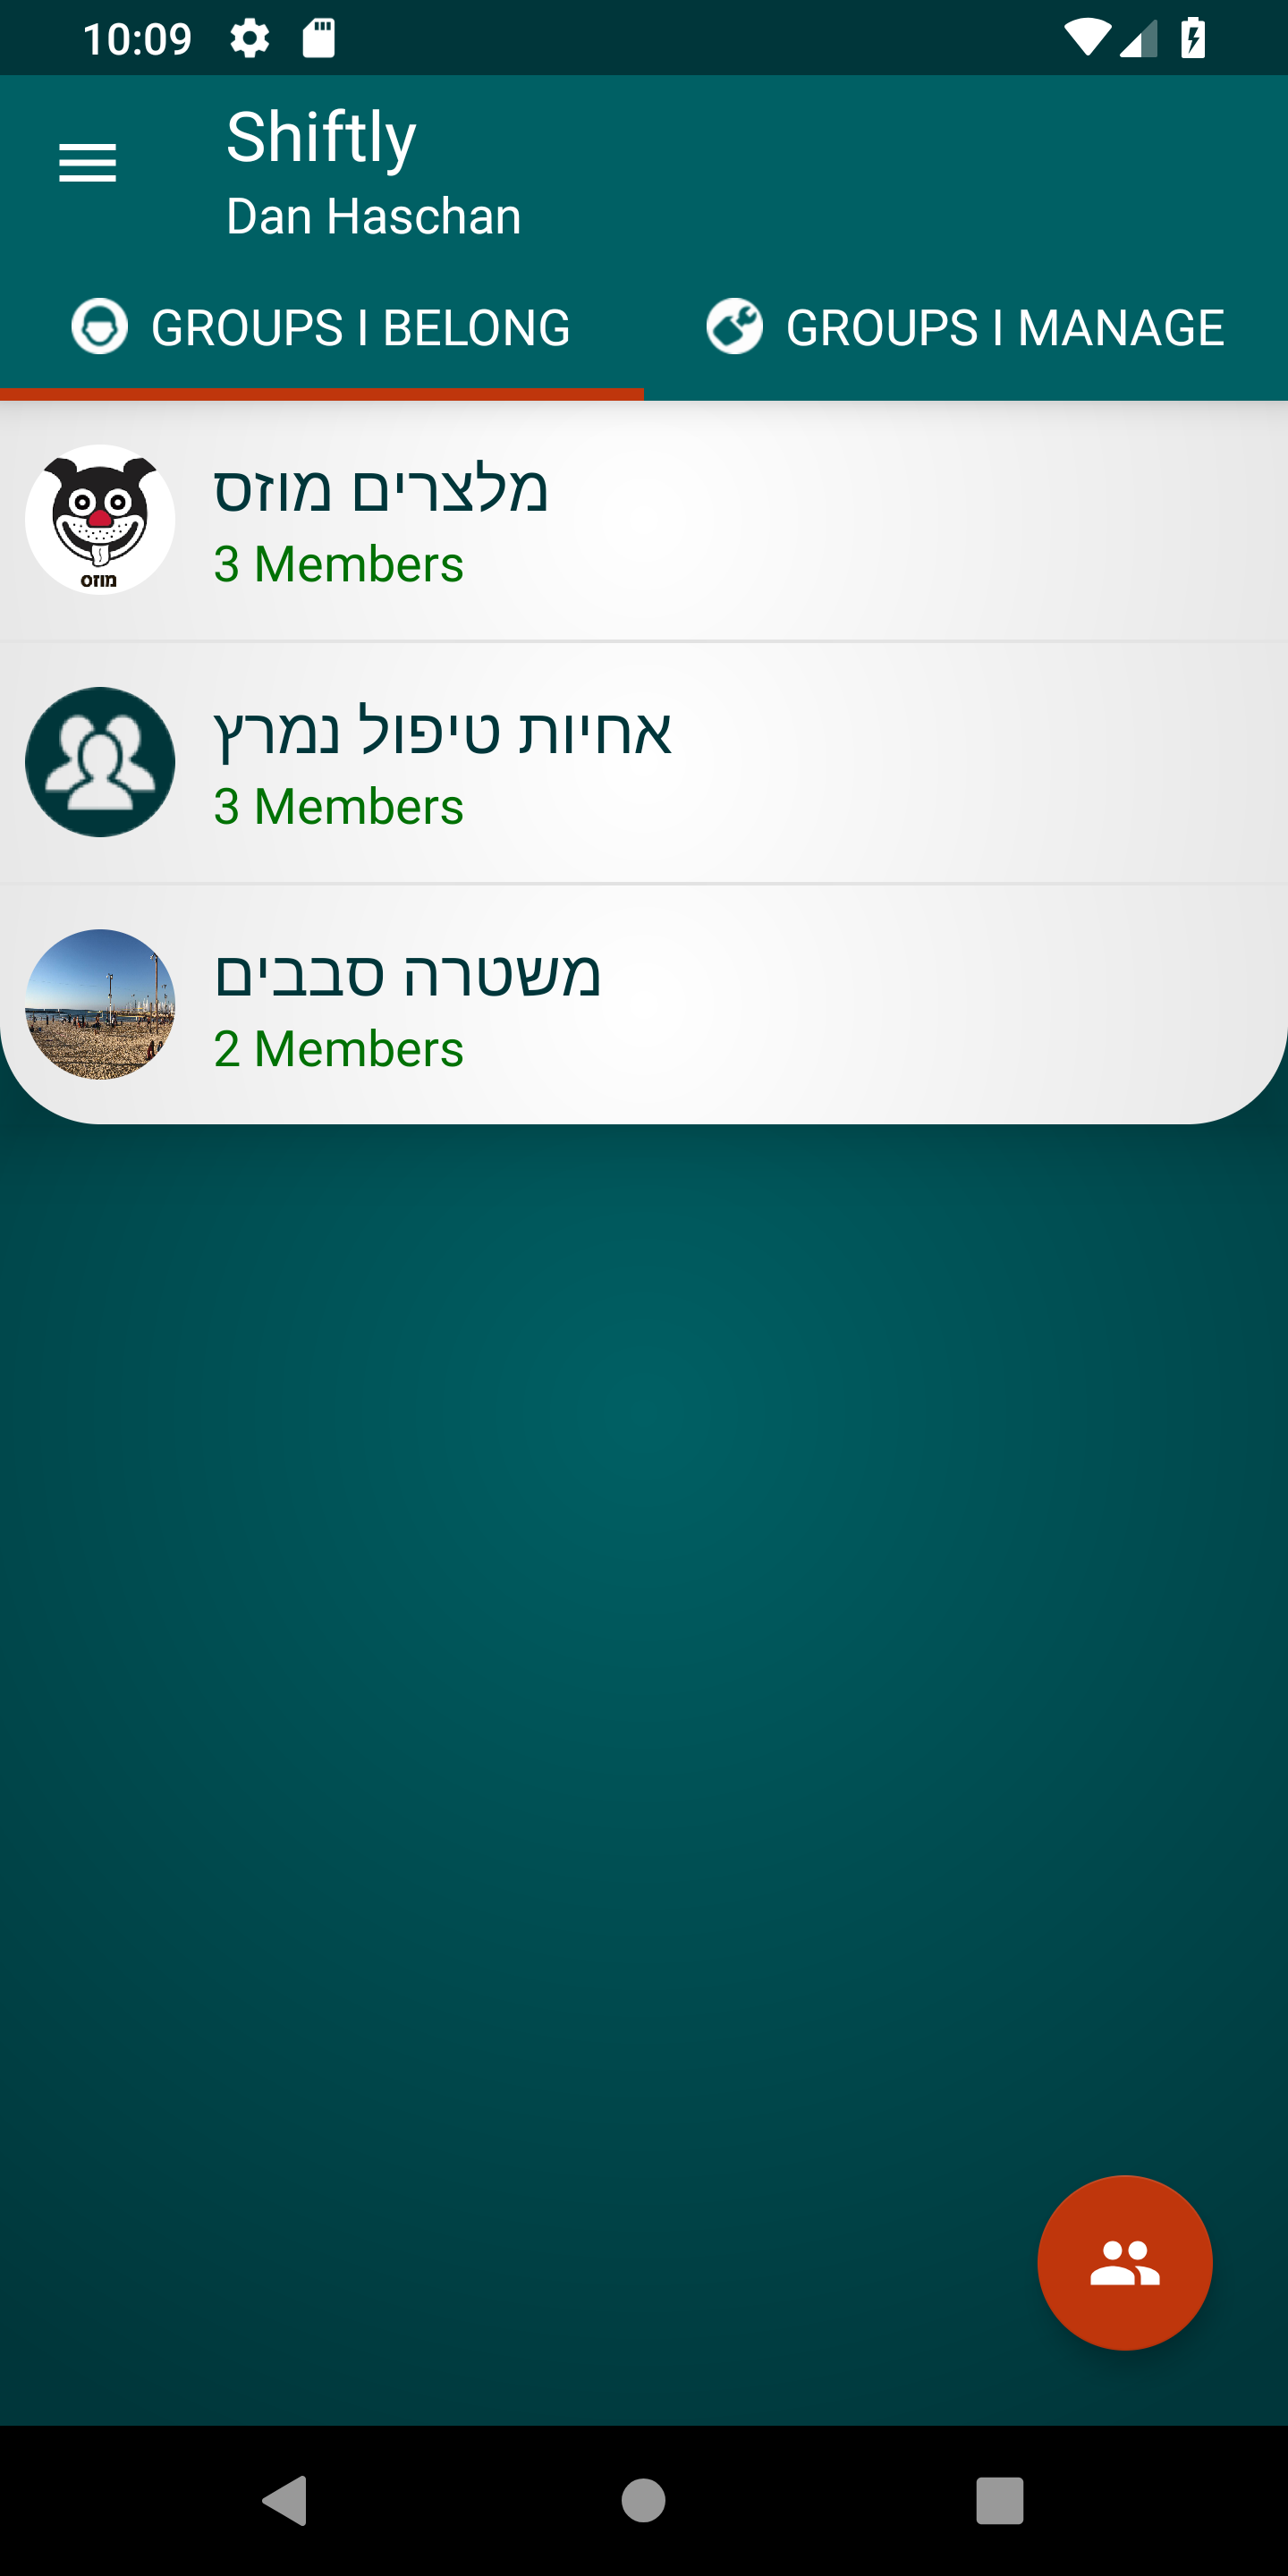 10:09
Shiftly
Dan Haschan
GROUPS I BELONG
GROUPS I MANAGE
מלצרים מוזס
3 Members
מוזס
אחיות טיפול נמרץ
3 Members
משטרה סבבים
2 Members